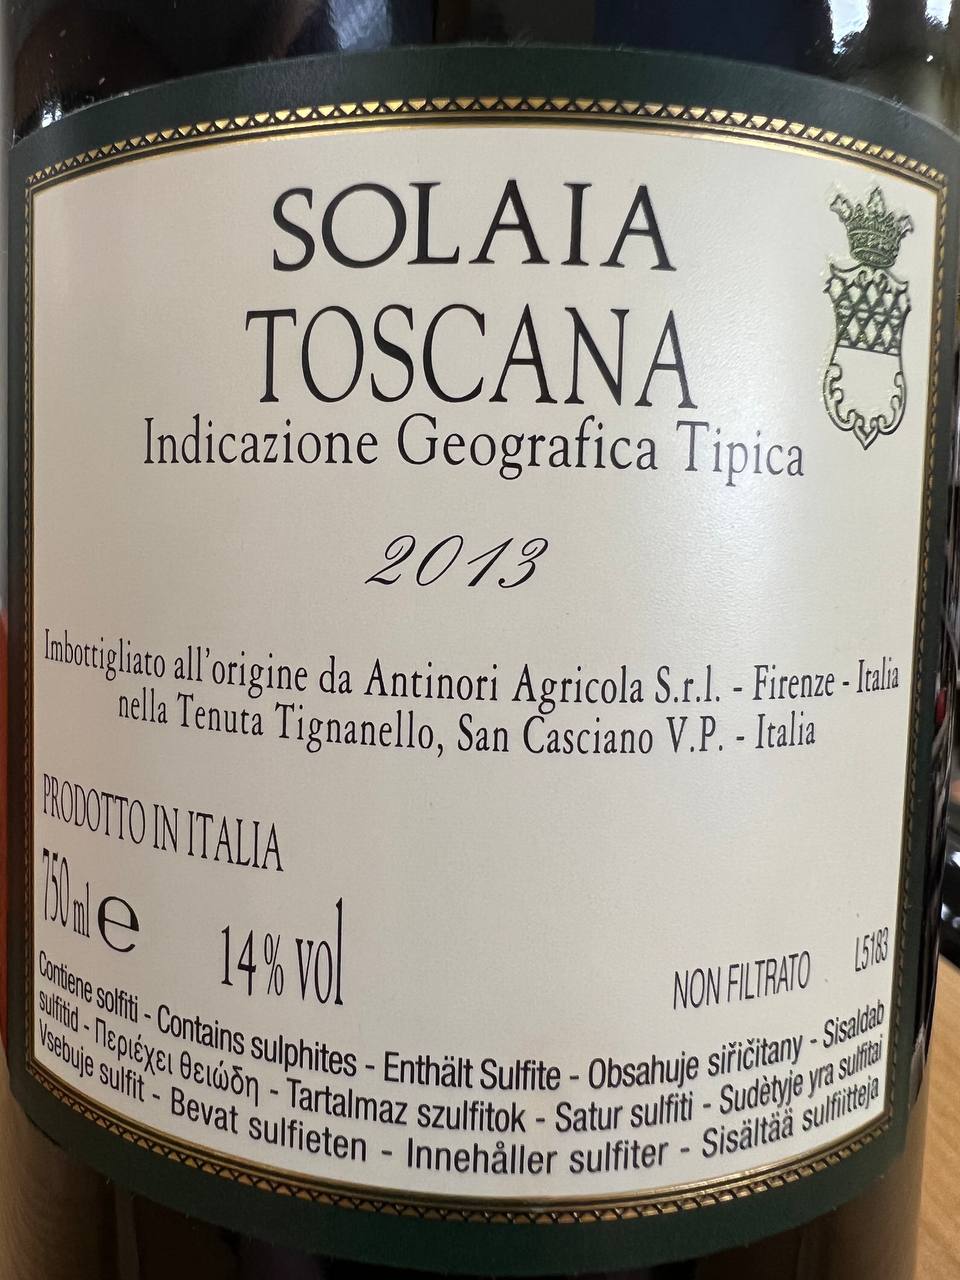 SOLAIA
TOSCANA
Indicazione Geografica Tipica
2013
Imbottigliato all'origine da Antinori Agricola S.r.l. - Firenze - Italia
nella Tenuta Tignanello, San Casciano V.P. - Italia
PRODOTTO IN ITALIA
750 ml e
14% vol
NON FILTRATO L5183
Contiene solfiti - Contains sulphites - Enthält Sulfite - Obsahuje siřičitany - Sisaldab
sulfitid - Περιέχει θειώδη - Tartalmaz szulfitok - Satur sulfiti - Sudètyje yra sulfitai
Vsebuje sulfit - Bevat sulfieten - Innehåller sulfiter - Sisältää sulfiitteja